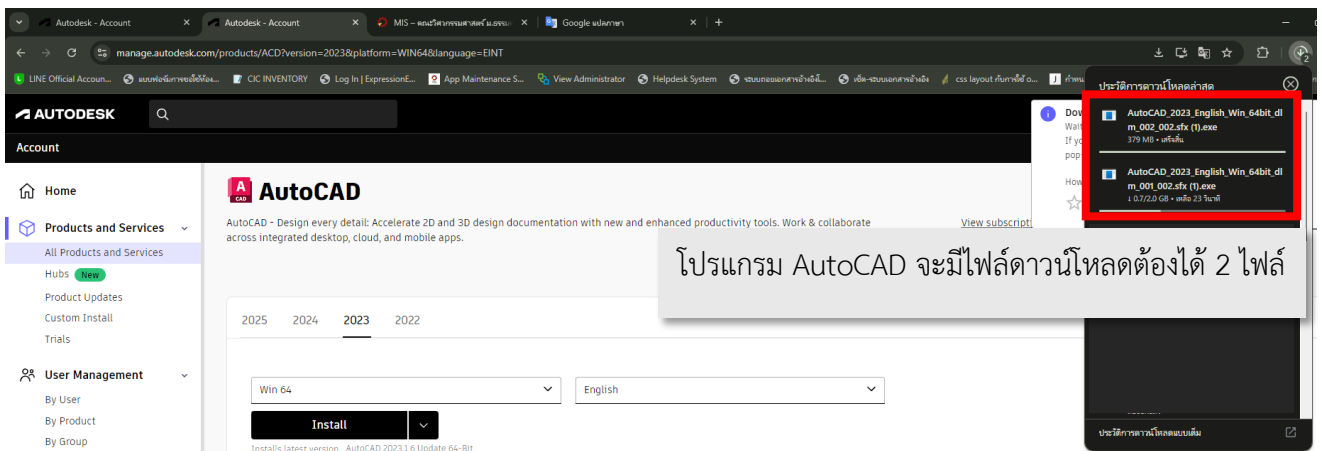 Autodesk - Account
Autodesk - Account
MIS – คณะวิศวกรรมศาสตร์ ม.ธรรม
Google แปลภาษา
manage.autodesk.com/products/ACD?version=2023&platform=WIN64&language=EINT
LINE Official Accoun...
CIC INVENTORY
Log In | ExpressionE...
App Maintenance S...
View Administrator
Helpdesk System
css layout
AUTODESK
Account
Home
Products and Services
All Products and Services
Hubs New
Product Updates
Custom Install
Trials
User Management
By User
By Product
By Group
AutoCAD
AutoCAD - Design every detail: Accelerate 2D and 3D design documentation with new and enhanced productivity tools. Work & collaborate
across integrated desktop, cloud, and mobile apps.
View subscript
2025 2024 2023 2022
Win 64
English
Install
Installs latest version AutoCAD 2023.1.6 Update 64-Bit
Dow
Wait
If yo
pop
How
ประวัติการดาวน์โหลดล่าสุด
AutoCAD_2023_English_Win_64bit_dl
m_002_002.sfx (1).exe
379 MB • เสร็จสิ้น
AutoCAD_2023_English_Win_64bit_dl
m_001_002.sfx (1).exe
↓ 0.7/2.0 GB • เหลือ 23 วินาที
โปรแกรม AutoCAD จะมีไฟล์ดาวน์โหลดต้องได้ 2 ไฟล์
ประวัติการดาวน์โหลดแบบเต็ม